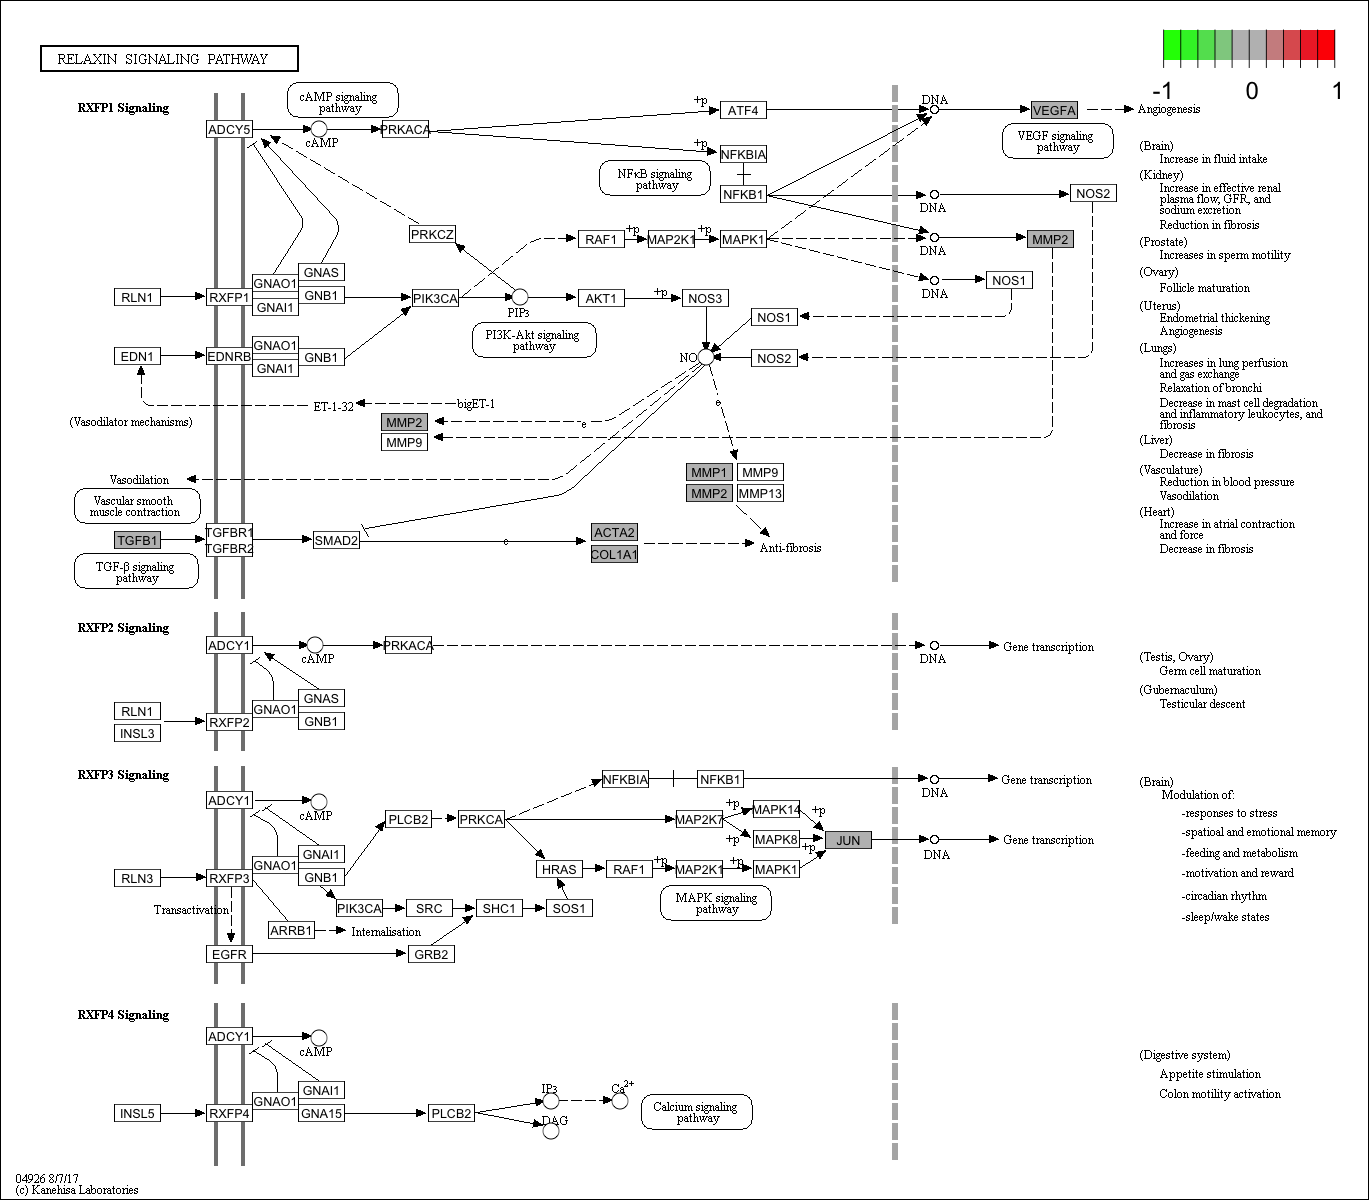 RELAXIN SIGNALING PATHWAY
-1 0 1
RXFP1 Signaling
cAMP signaling
pathway
ADCY5
cAMP
PRKACA
+p
ATF4
DNA
VEGFA
Angiogenesis
VEGF signaling
pathway
+p
NFKBIA
NFκB signaling
pathway
NFKB1
DNA
NOS2
PRKCZ
RAF1
+p
MAP2K1
+p
MAPK1
DNA
MMP2
GNAO1
GNAS
GNAI1
GNB1
RLN1
RXFP1
PIK3CA
PIP3
AKT1
+p
NOS3
DNA
NOS1
NOS1
PI3K-Akt signaling
pathway
EDN1
EDNRB
GNAO1
GNAI1
GNB1
NO
NOS2
ET-1-32
bigET-1
(Vasodilator mechanisms)
MMP2
MMP9
e
e
Vasodilation
MMP1
MMP9
MMP2
MMP13
Vascular smooth
muscle contraction
TGFB1
TGFBR1
TGFBR2
SMAD2
e
ACTA2
COL1A1
Anti-fibrosis
TGF-β signaling
pathway
(Brain)
Increase in fluid intake
(Kidney)
Increase in effective renal
plasma flow, GFR, and
sodium excretion
Reduction in fibrosis
(Prostate)
Increases in sperm motility
(Ovary)
Follicle maturation
(Uterus)
Endometrial thickening
Angiogenesis
(Lungs)
Increases in lung perfusion
and gas exchange
Relaxation of bronchi
Decrease in mast cell degradation
and inflammatory leukocytes, and
fibrosis
(Liver)
Decrease in fibrosis
(Vasculature)
Reduction in blood pressure
Vasodilation
(Heart)
Increase in atrial contraction
and force
Decrease in fibrosis
RXFP2 Signaling
ADCY1
cAMP
PRKACA
DNA
Gene transcription
(Testis, Ovary)
Germ cell maturation
(Gubernaculum)
Testicular descent
GNAS
GNAO1
GNB1
RLN1
INSL3
RXFP2
RXFP3 Signaling
ADCY1
cAMP
NFKBIA
NFKB1
DNA
Gene transcription
PLCB2
PRKCA
MAP2K7
+p
+p
MAPK14
MAPK8
+p
+p
JUN
DNA
Gene transcription
GNAI1
GNAO1
GNB1
RLN3
RXFP3
HRAS
RAF1
+p
MAP2K1
+p
MAPK1
Transactivation
PIK3CA
SRC
SHC1
SOS1
MAPK signaling
pathway
ARRB1
Internalisation
EGFR
GRB2
(Brain)
Modulation of:
-responses to stress
-spatioal and emotional memory
-feeding and metabolism
-motivation and reward
-circadian rhythm
-sleep/wake states
RXFP4 Signaling
ADCY1
cAMP
GNAI1
GNAO1
GNA15
INSL5
RXFP4
PLCB2
IP3
Ca2+
DAG
Calcium signaling
pathway
(Digestive system)
Appetite stimulation
Colon motility activation
04926 8/7/17
(c) Kanehisa Laboratories